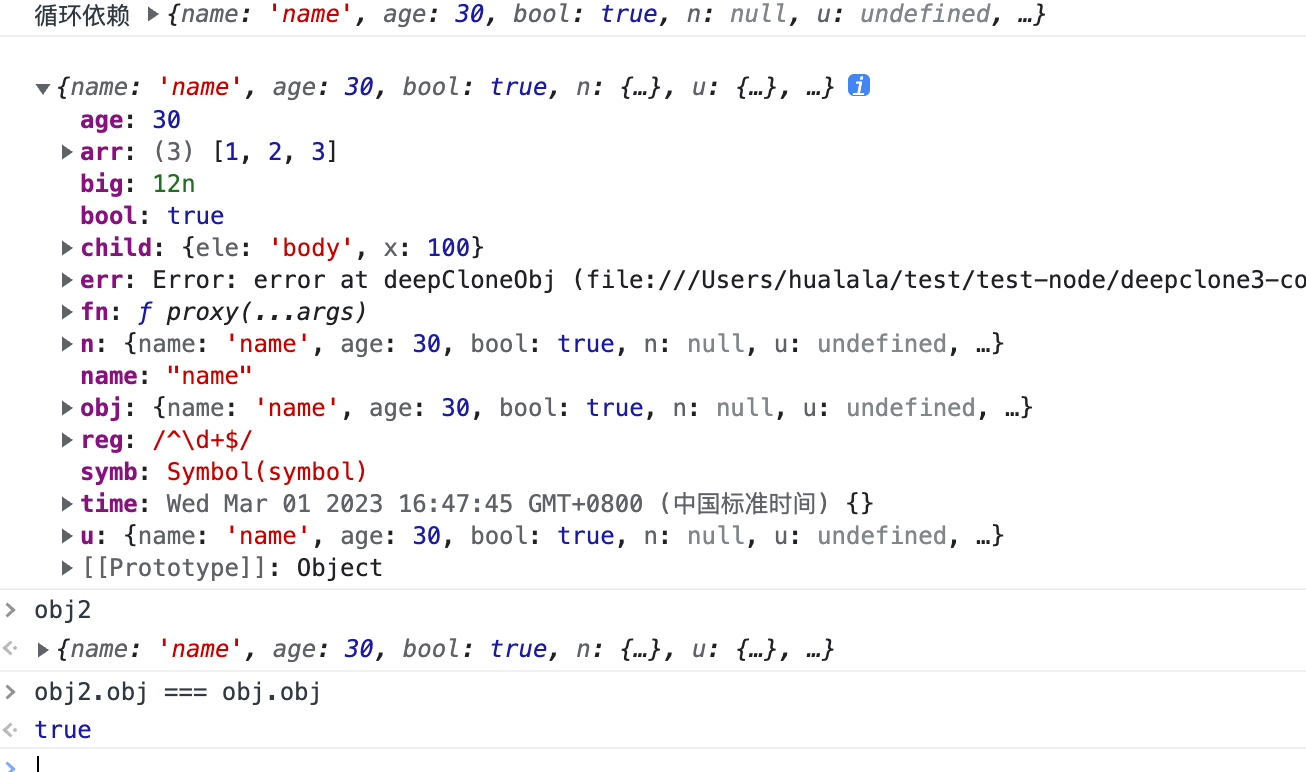 循环依赖 ▶{name: 'name', age: 30, bool: true, n: null, u: undefined, …}
▼{name: 'name', age: 30, bool: true, n: {…}, u: {…}, …} i
age: 30
▶arr: (3) [1, 2, 3]
big: 12n
bool: true
▶child: {ele: 'body', x: 100}
▶err: Error: error at deepCloneObj (file:///Users/hualala/test/test-node/deepclone3-co
▶fn: ƒ proxy(...args)
▶n: {name: 'name', age: 30, bool: true, n: null, u: undefined, …}
name: "name"
▶obj: {name: 'name', age: 30, bool: true, n: null, u: undefined, …}
▶reg: /^\d+$/
symb: Symbol(symbol)
▶time: Wed Mar 01 2023 16:47:45 GMT+0800 (中国标准时间) {}
▶u: {name: 'name', age: 30, bool: true, n: null, u: undefined, …}
▶[[Prototype]]: Object
> obj2
<· ▶{name: 'name', age: 30, bool: true, n: {…}, u: {…}, …}
> obj2.obj === obj.obj
<· true
>